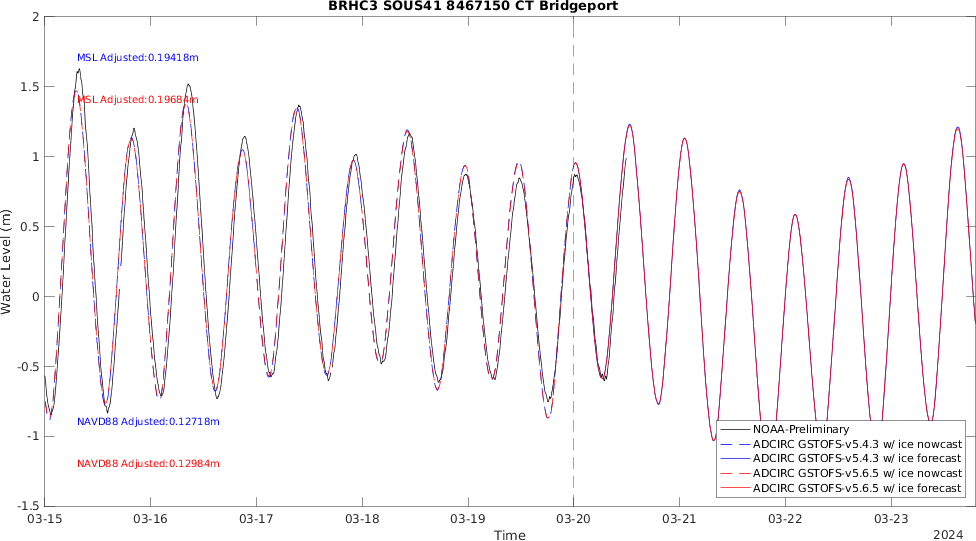 BRHC3 SOUS41 8467150 CT Bridgeport
2
1.5
1
0.5
0
-0.5
-1
-1.5
Water Level (m)
MSL Adjusted:0.19418m
MSL Adjusted:0.19684m
NAVD88 Adjusted:0.12718m
NAVD88 Adjusted:0.12984m
NOAA-Preliminary
ADCIRC GSTOFS-v5.4.3 w/ ice nowcast
ADCIRC GSTOFS-v5.4.3 w/ ice forecast
ADCIRC GSTOFS-v5.6.5 w/ ice nowcast
ADCIRC GSTOFS-v5.6.5 w/ ice forecast
03-15 03-16 03-17 03-18 03-19 03-20 03-21 03-22 03-23
Time
2024